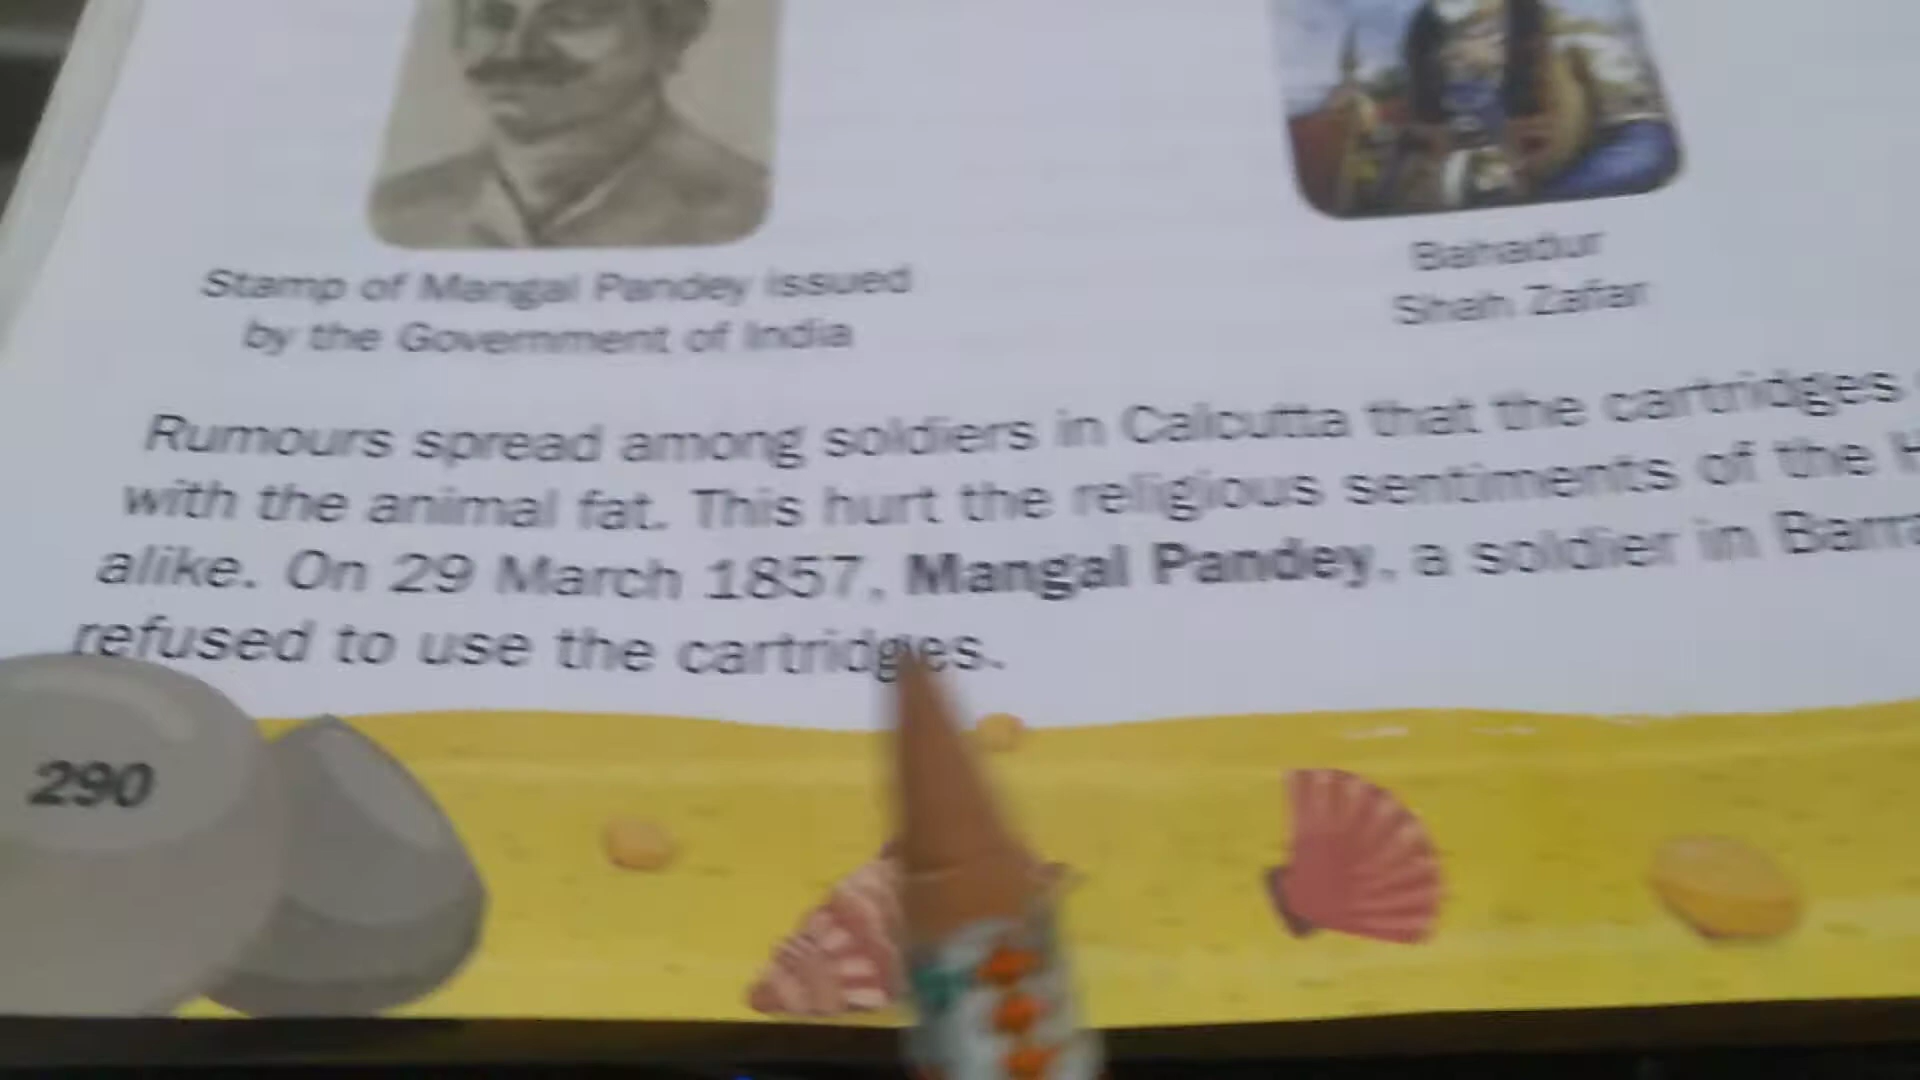 Stamp of Mangal Pandey issued
by the Government of India
Bahadur
Shah Zafar
Rumours spread among soldiers in Calcutta that the cartridges
with the animal fat. This hurt the religious sentiments of the
alike. On 29 March 1857, Mangal Pandey, a soldier in
refused to use the cartridges.
290